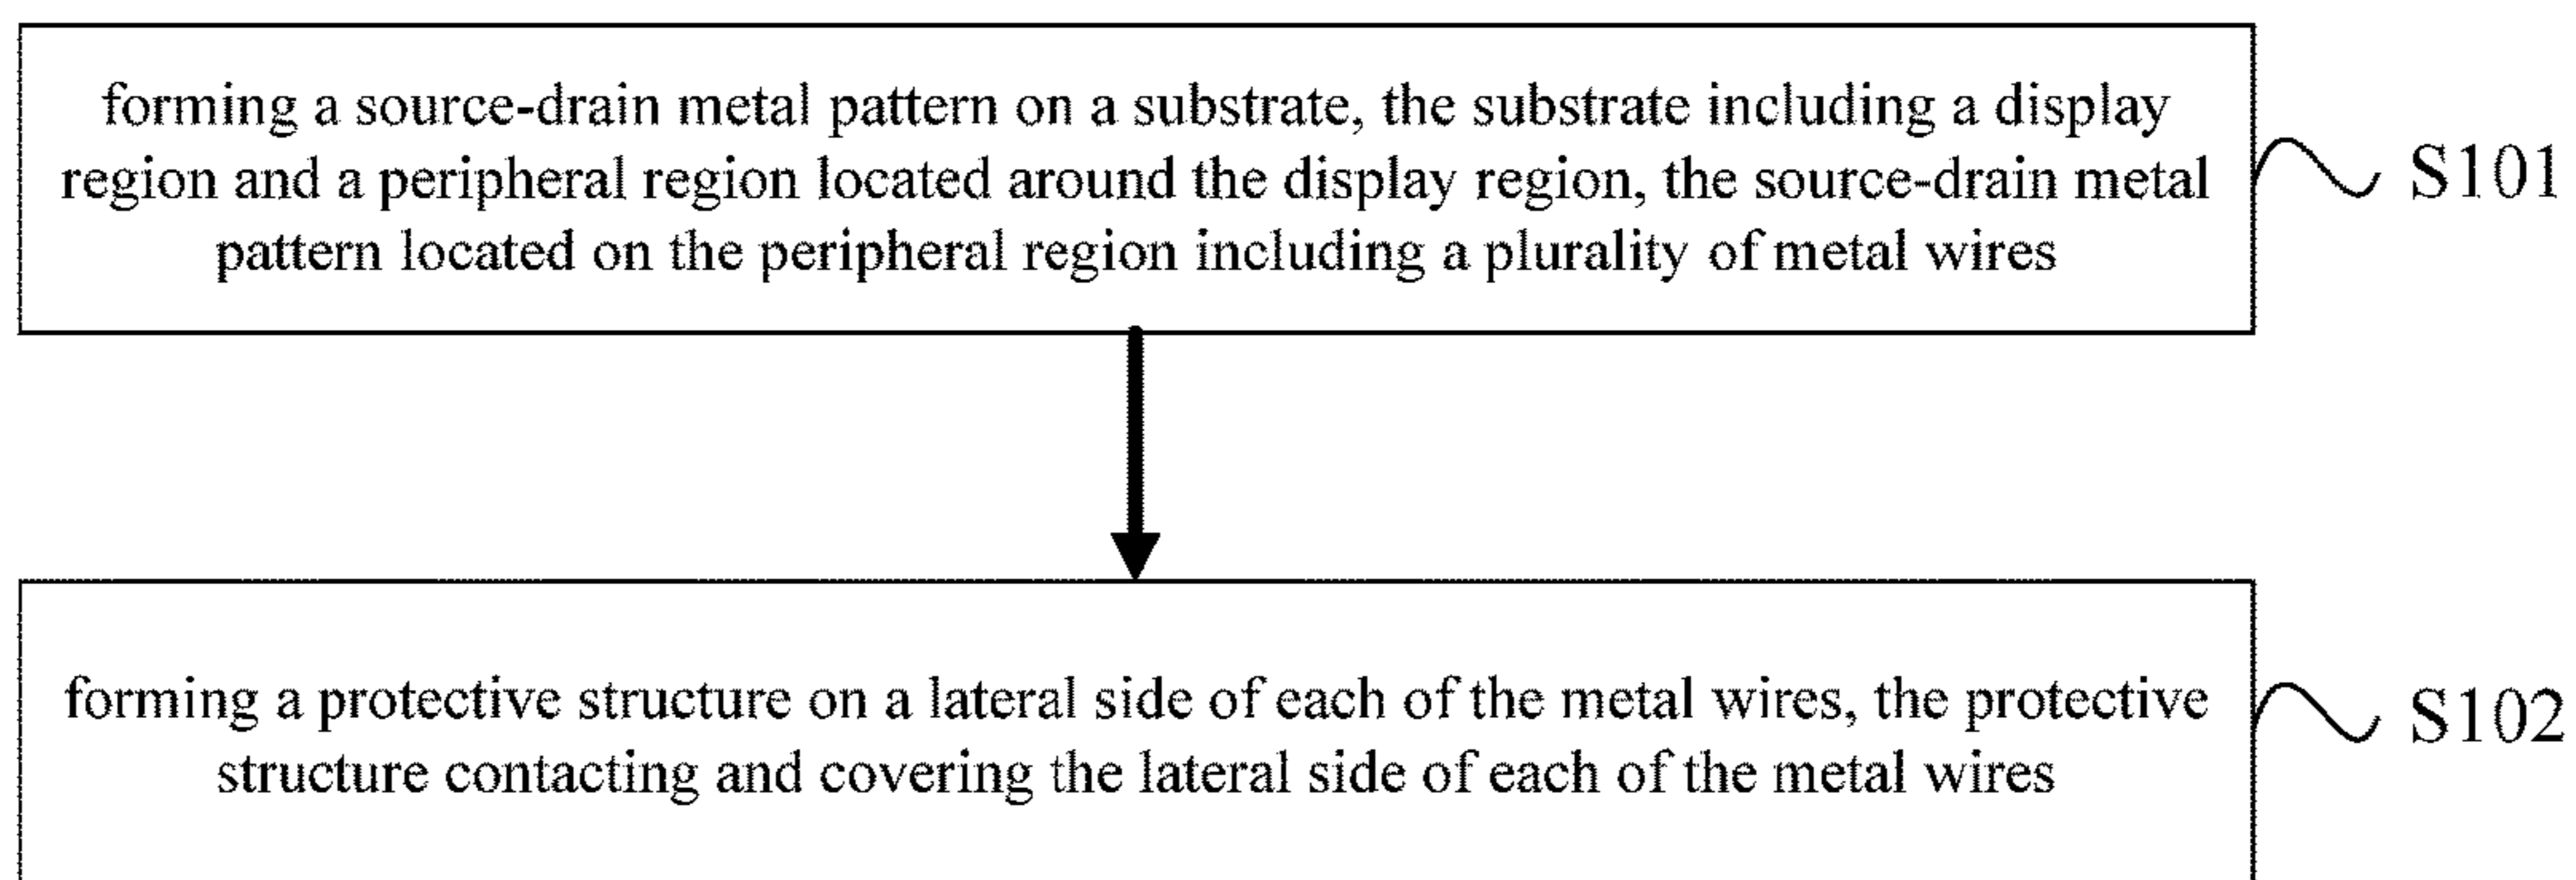 forming a source-drain metal pattern on a substrate, the substrate including a display
region and a peripheral region located around the display region, the source-drain metal
pattern located on the peripheral region including a plurality of metal wires
S101
forming a protective structure on a lateral side of each of the metal wires, the protective
structure contacting and covering the lateral side of each of the metal wires
S102